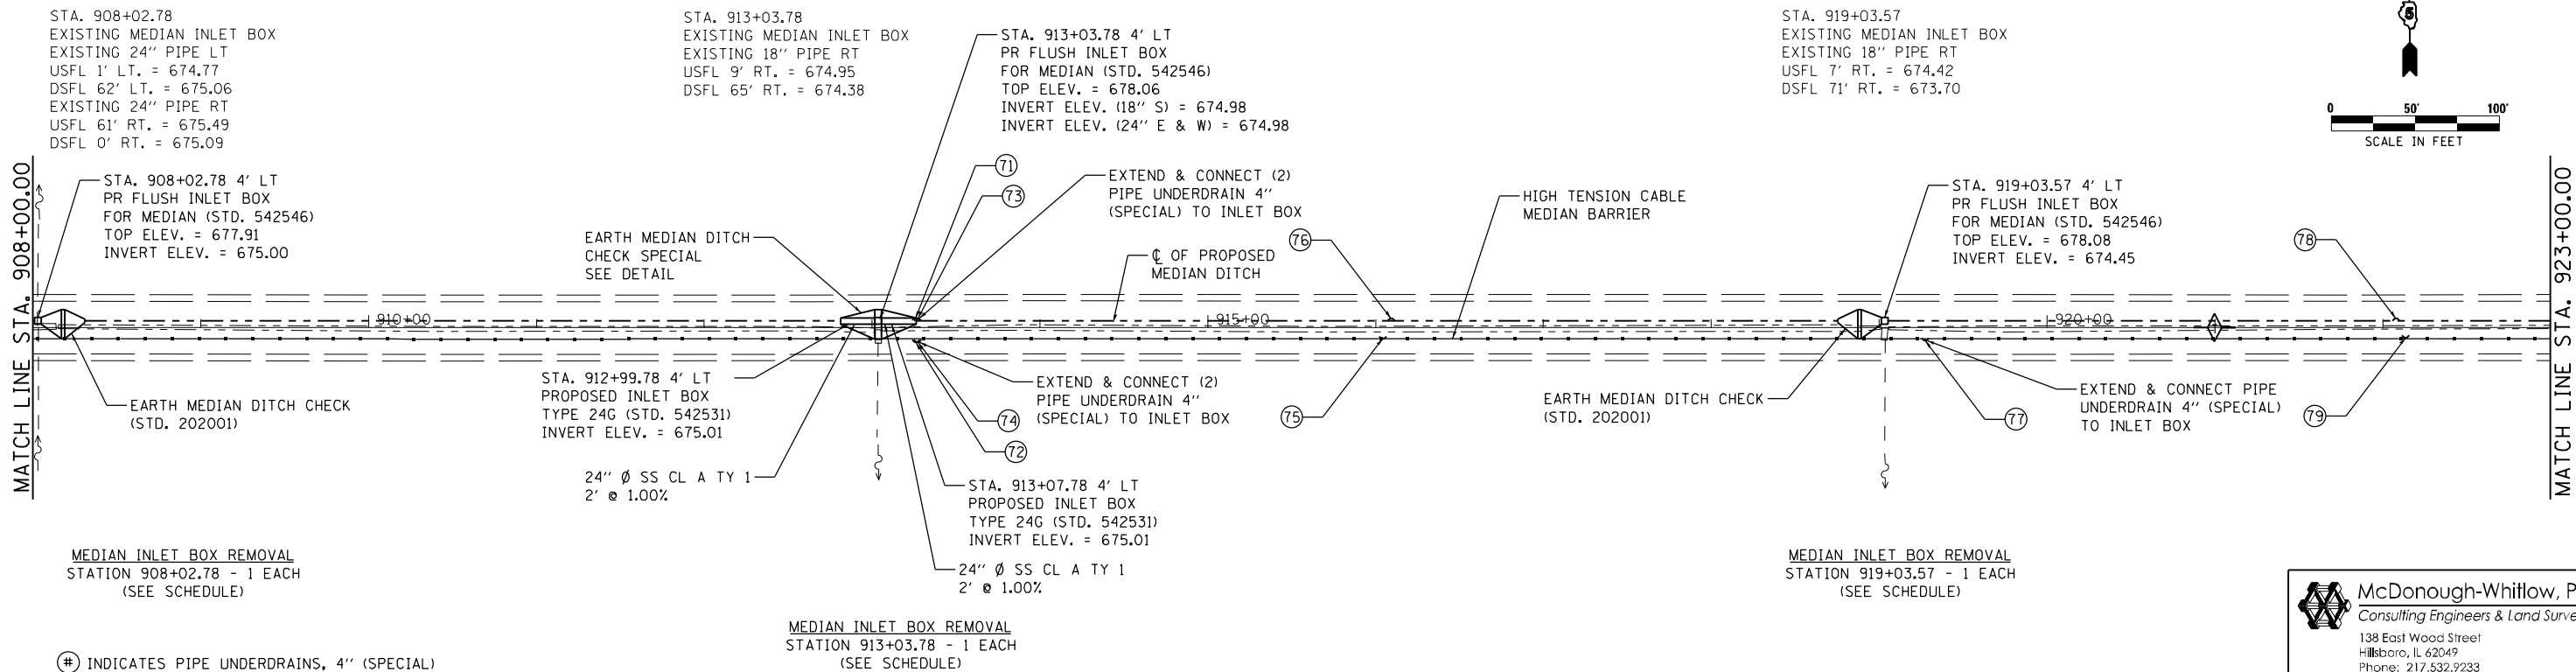 STA. 908+02.78
EXISTING MEDIAN INLET BOX
EXISTING 24'' PIPE LT
USFL 1' LT. = 674.77
DSFL 62' LT. = 675.06
EXISTING 24'' PIPE RT
USFL 61' RT. = 675.49
DSFL 0' RT. = 675.09
STA. 913+03.78
EXISTING MEDIAN INLET BOX
EXISTING 18'' PIPE RT
USFL 9' RT. = 674.95
DSFL 65' RT. = 674.38
STA. 913+03.78 4' LT
PR FLUSH INLET BOX
FOR MEDIAN (STD. 542546)
TOP ELEV. = 678.06
INVERT ELEV. (18'' S) = 674.98
INVERT ELEV. (24'' E & W) = 674.98
STA. 919+03.57
EXISTING MEDIAN INLET BOX
EXISTING 18'' PIPE RT
USFL 7' RT. = 674.42
DSFL 71' RT. = 673.70
5
0 50' 100'
SCALE IN FEET
MATCH LINE STA. 908+00.00
STA. 908+02.78 4' LT
PR FLUSH INLET BOX
FOR MEDIAN (STD. 542546)
TOP ELEV. = 677.91
INVERT ELEV. = 675.00
EARTH MEDIAN DITCH
CHECK SPECIAL
SEE DETAIL
71
73
EXTEND & CONNECT (2)
PIPE UNDERDRAIN 4''
(SPECIAL) TO INLET BOX
℄ OF PROPOSED
MEDIAN DITCH
76
HIGH TENSION CABLE
MEDIAN BARRIER
STA. 919+03.57 4' LT
PR FLUSH INLET BOX
FOR MEDIAN (STD. 542546)
TOP ELEV. = 678.08
INVERT ELEV. = 674.45
78
MATCH LINE STA. 923+00.00
910+00
915+00
920+00
EARTH MEDIAN DITCH CHECK
(STD. 202001)
STA. 912+99.78 4' LT
PROPOSED INLET BOX
TYPE 24G (STD. 542531)
INVERT ELEV. = 675.01
24'' Ø SS CL A TY 1
2' @ 1.00%
EXTEND & CONNECT (2)
PIPE UNDERDRAIN 4''
(SPECIAL) TO INLET BOX
74
72
75
STA. 913+07.78 4' LT
PROPOSED INLET BOX
TYPE 24G (STD. 542531)
INVERT ELEV. = 675.01
24'' Ø SS CL A TY 1
2' @ 1.00%
EARTH MEDIAN DITCH CHECK
(STD. 202001)
77
EXTEND & CONNECT PIPE
UNDERDRAIN 4'' (SPECIAL)
TO INLET BOX
79
MEDIAN INLET BOX REMOVAL
STATION 908+02.78 - 1 EACH
(SEE SCHEDULE)
MEDIAN INLET BOX REMOVAL
STATION 913+03.78 - 1 EACH
(SEE SCHEDULE)
MEDIAN INLET BOX REMOVAL
STATION 919+03.57 - 1 EACH
(SEE SCHEDULE)
# INDICATES PIPE UNDERDRAINS, 4'' (SPECIAL)
McDonough-Whitlow, P
Consulting Engineers & Land Surve
138 East Wood Street
Hillsboro, IL 62049
Phone: 217.532.9233